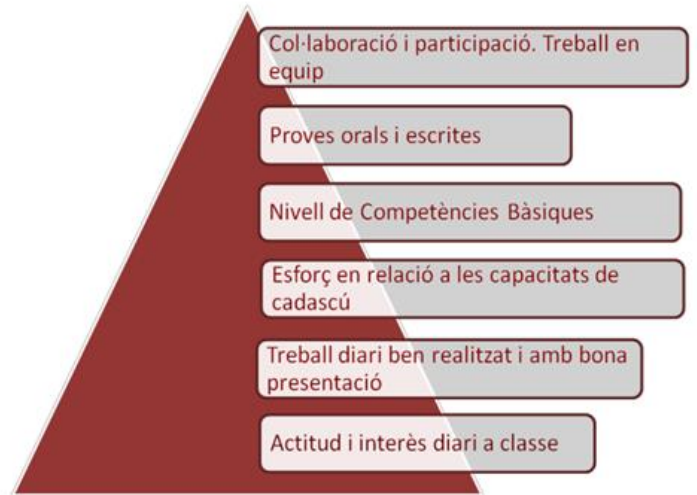 Col·laboració i participació. Treball en
equip
Proves orals i escrites
Nivell de Competències Bàsiques
Esforç en relació a les capacitats de
cadascú
Treball diari ben realitzat i amb bona
presentació
Actitud i interès diari a classe